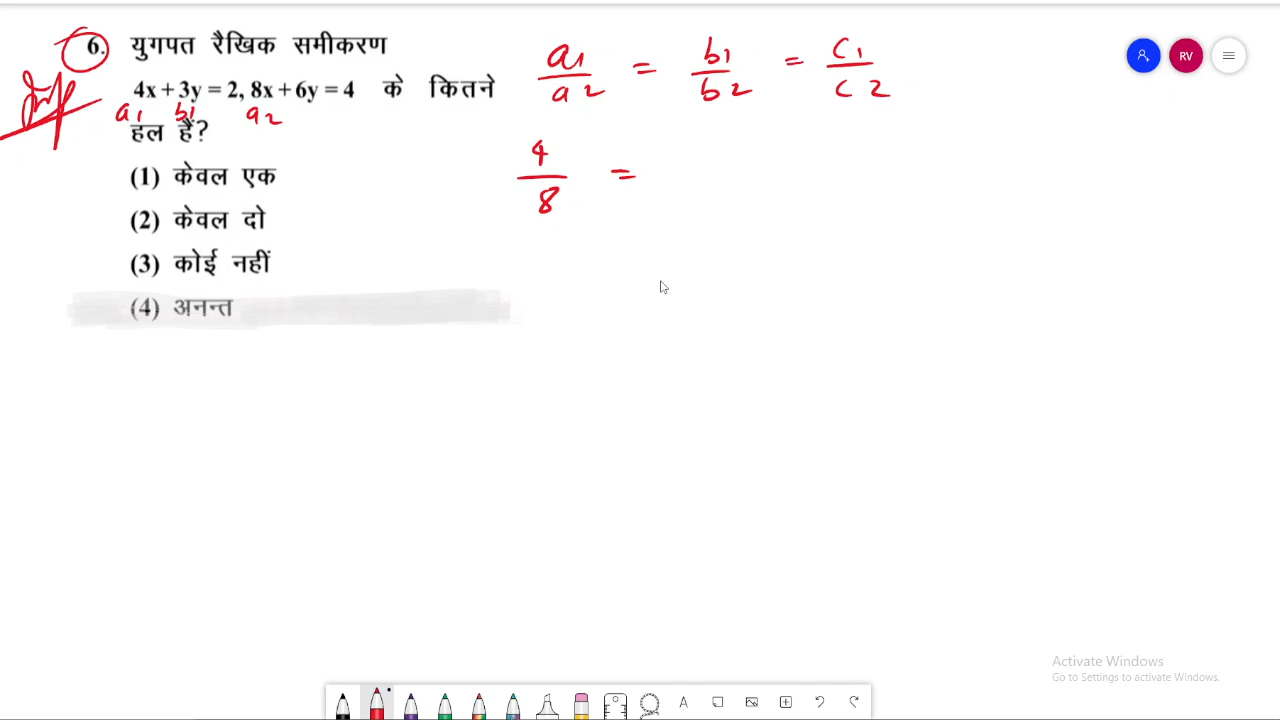 6. युगपत रैखिक समीकरण
4x + 3y = 2, 8x + 6y = 4 के कितने
a1 b1 a2
हल हैं?
(1) केवल एक
(2) केवल दो
(3) कोई नहीं
(4) अनन्त
a1/a2 = b1/b2 = c1/c2
4/8 =
RV
A
Activate Windows
Go to Settings to activate Windows.